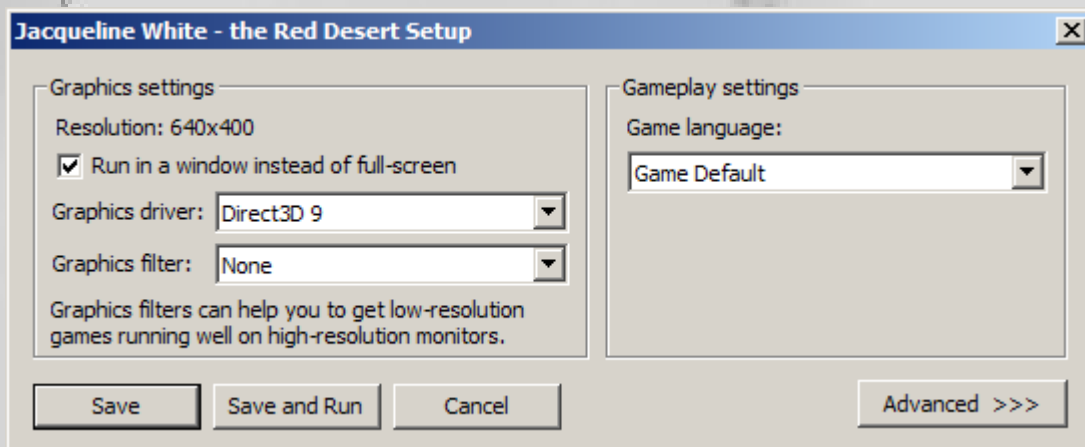 Jacqueline White - the Red Desert Setup
Graphics settings
Resolution: 640x400
Run in a window instead of full-screen
Graphics driver: Direct3D 9
Graphics filter: None
Graphics filters can help you to get low-resolution
games running well on high-resolution monitors.
Gameplay settings
Game language:
Game Default
Save Save and Run Cancel Advanced >>>